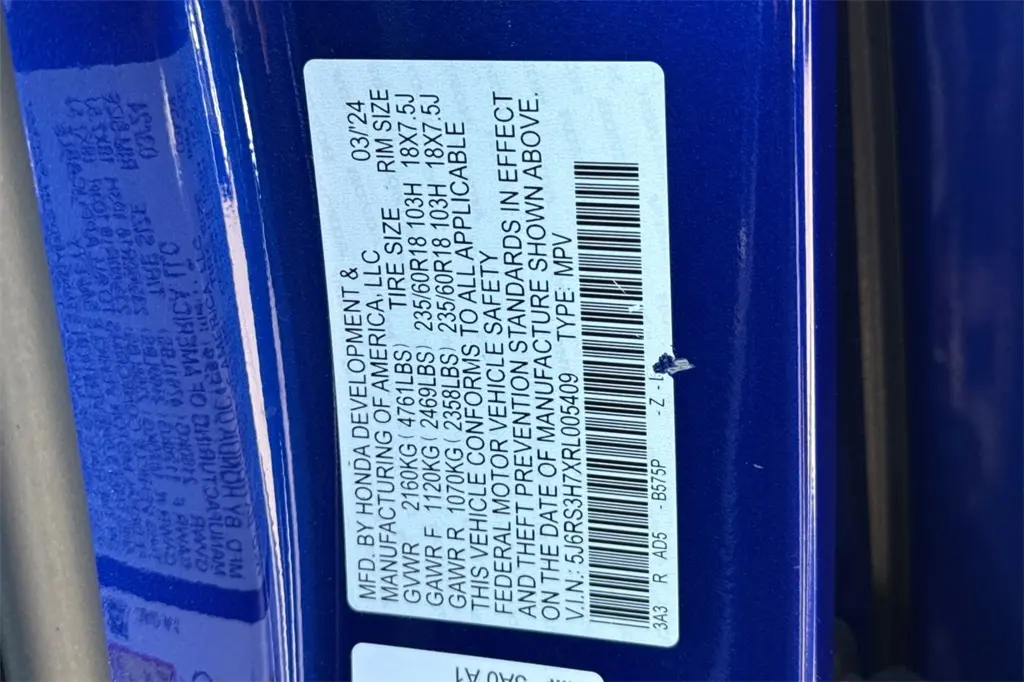 MFD. BY HONDA DEVELOPMENT &
MANUFACTURING OF AMERICA, LLC 03/'24
TIRE SIZE RIM SIZE
GVWR 2160KG ( 4761LBS)
GAWR F 1120KG ( 2469LBS) 235/60R18 103H 18X7.5J
GAWR R 1070KG ( 2358LBS) 235/60R18 103H 18X7.5J
THIS VEHICLE CONFORMS TO ALL APPLICABLE
FEDERAL MOTOR VEHICLE SAFETY
AND THEFT PREVENTION STANDARDS IN EFFECT
ON THE DATE OF MANUFACTURE SHOWN ABOVE.
V.I.N.: 5J6RS3H7XRL005409 TYPE: MPV
3A3 R AD5 -B575P -Z -